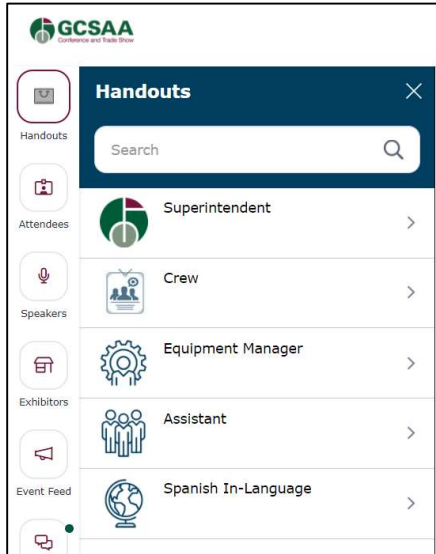 GCSAA
Conference and Trade Show
Handouts
Handouts
Search
Attendees
Speakers
Exhibitors
Event Feed
Superintendent
Crew
Equipment Manager
Assistant
Spanish In-Language